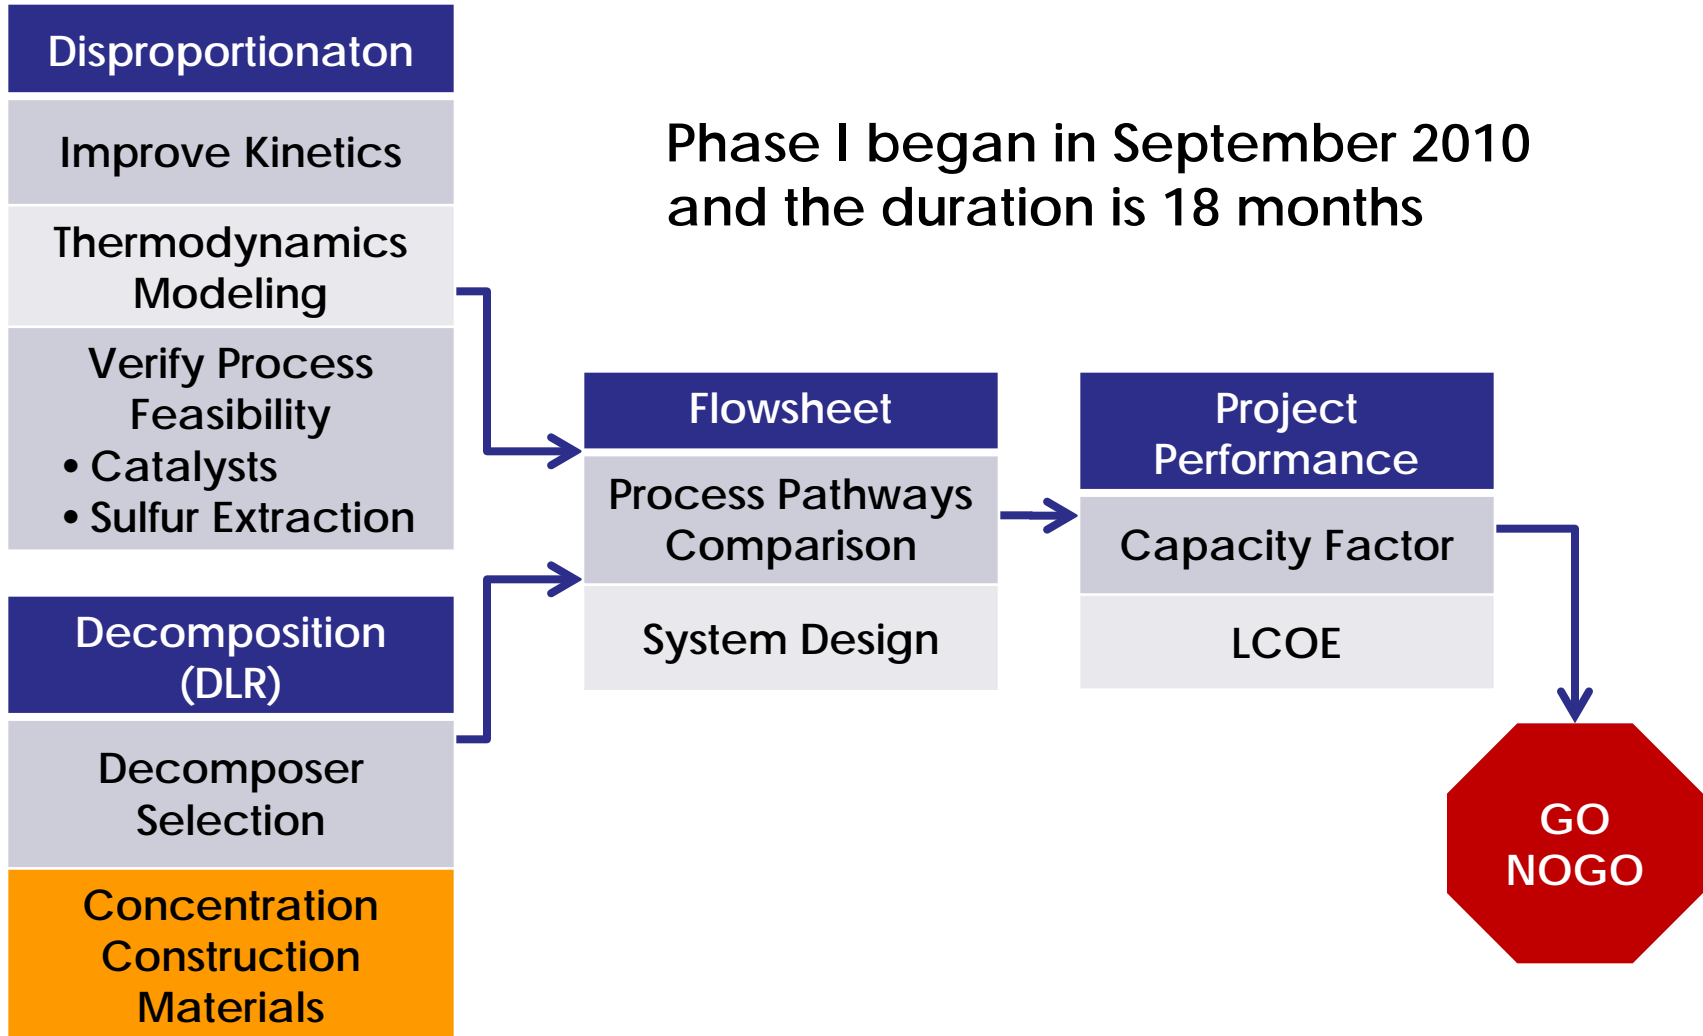 Disproportionaton
Improve Kinetics
Thermodynamics
Modeling
Verify Process
Feasibility
• Catalysts
• Sulfur Extraction
Decomposition
(DLR)
Decomposer
Selection
Concentration
Construction
Materials
Phase I began in September 2010
and the duration is 18 months
Flowsheet
Process Pathways
Comparison
System Design
Project
Performance
Capacity Factor
LCOE
GO
NOGO